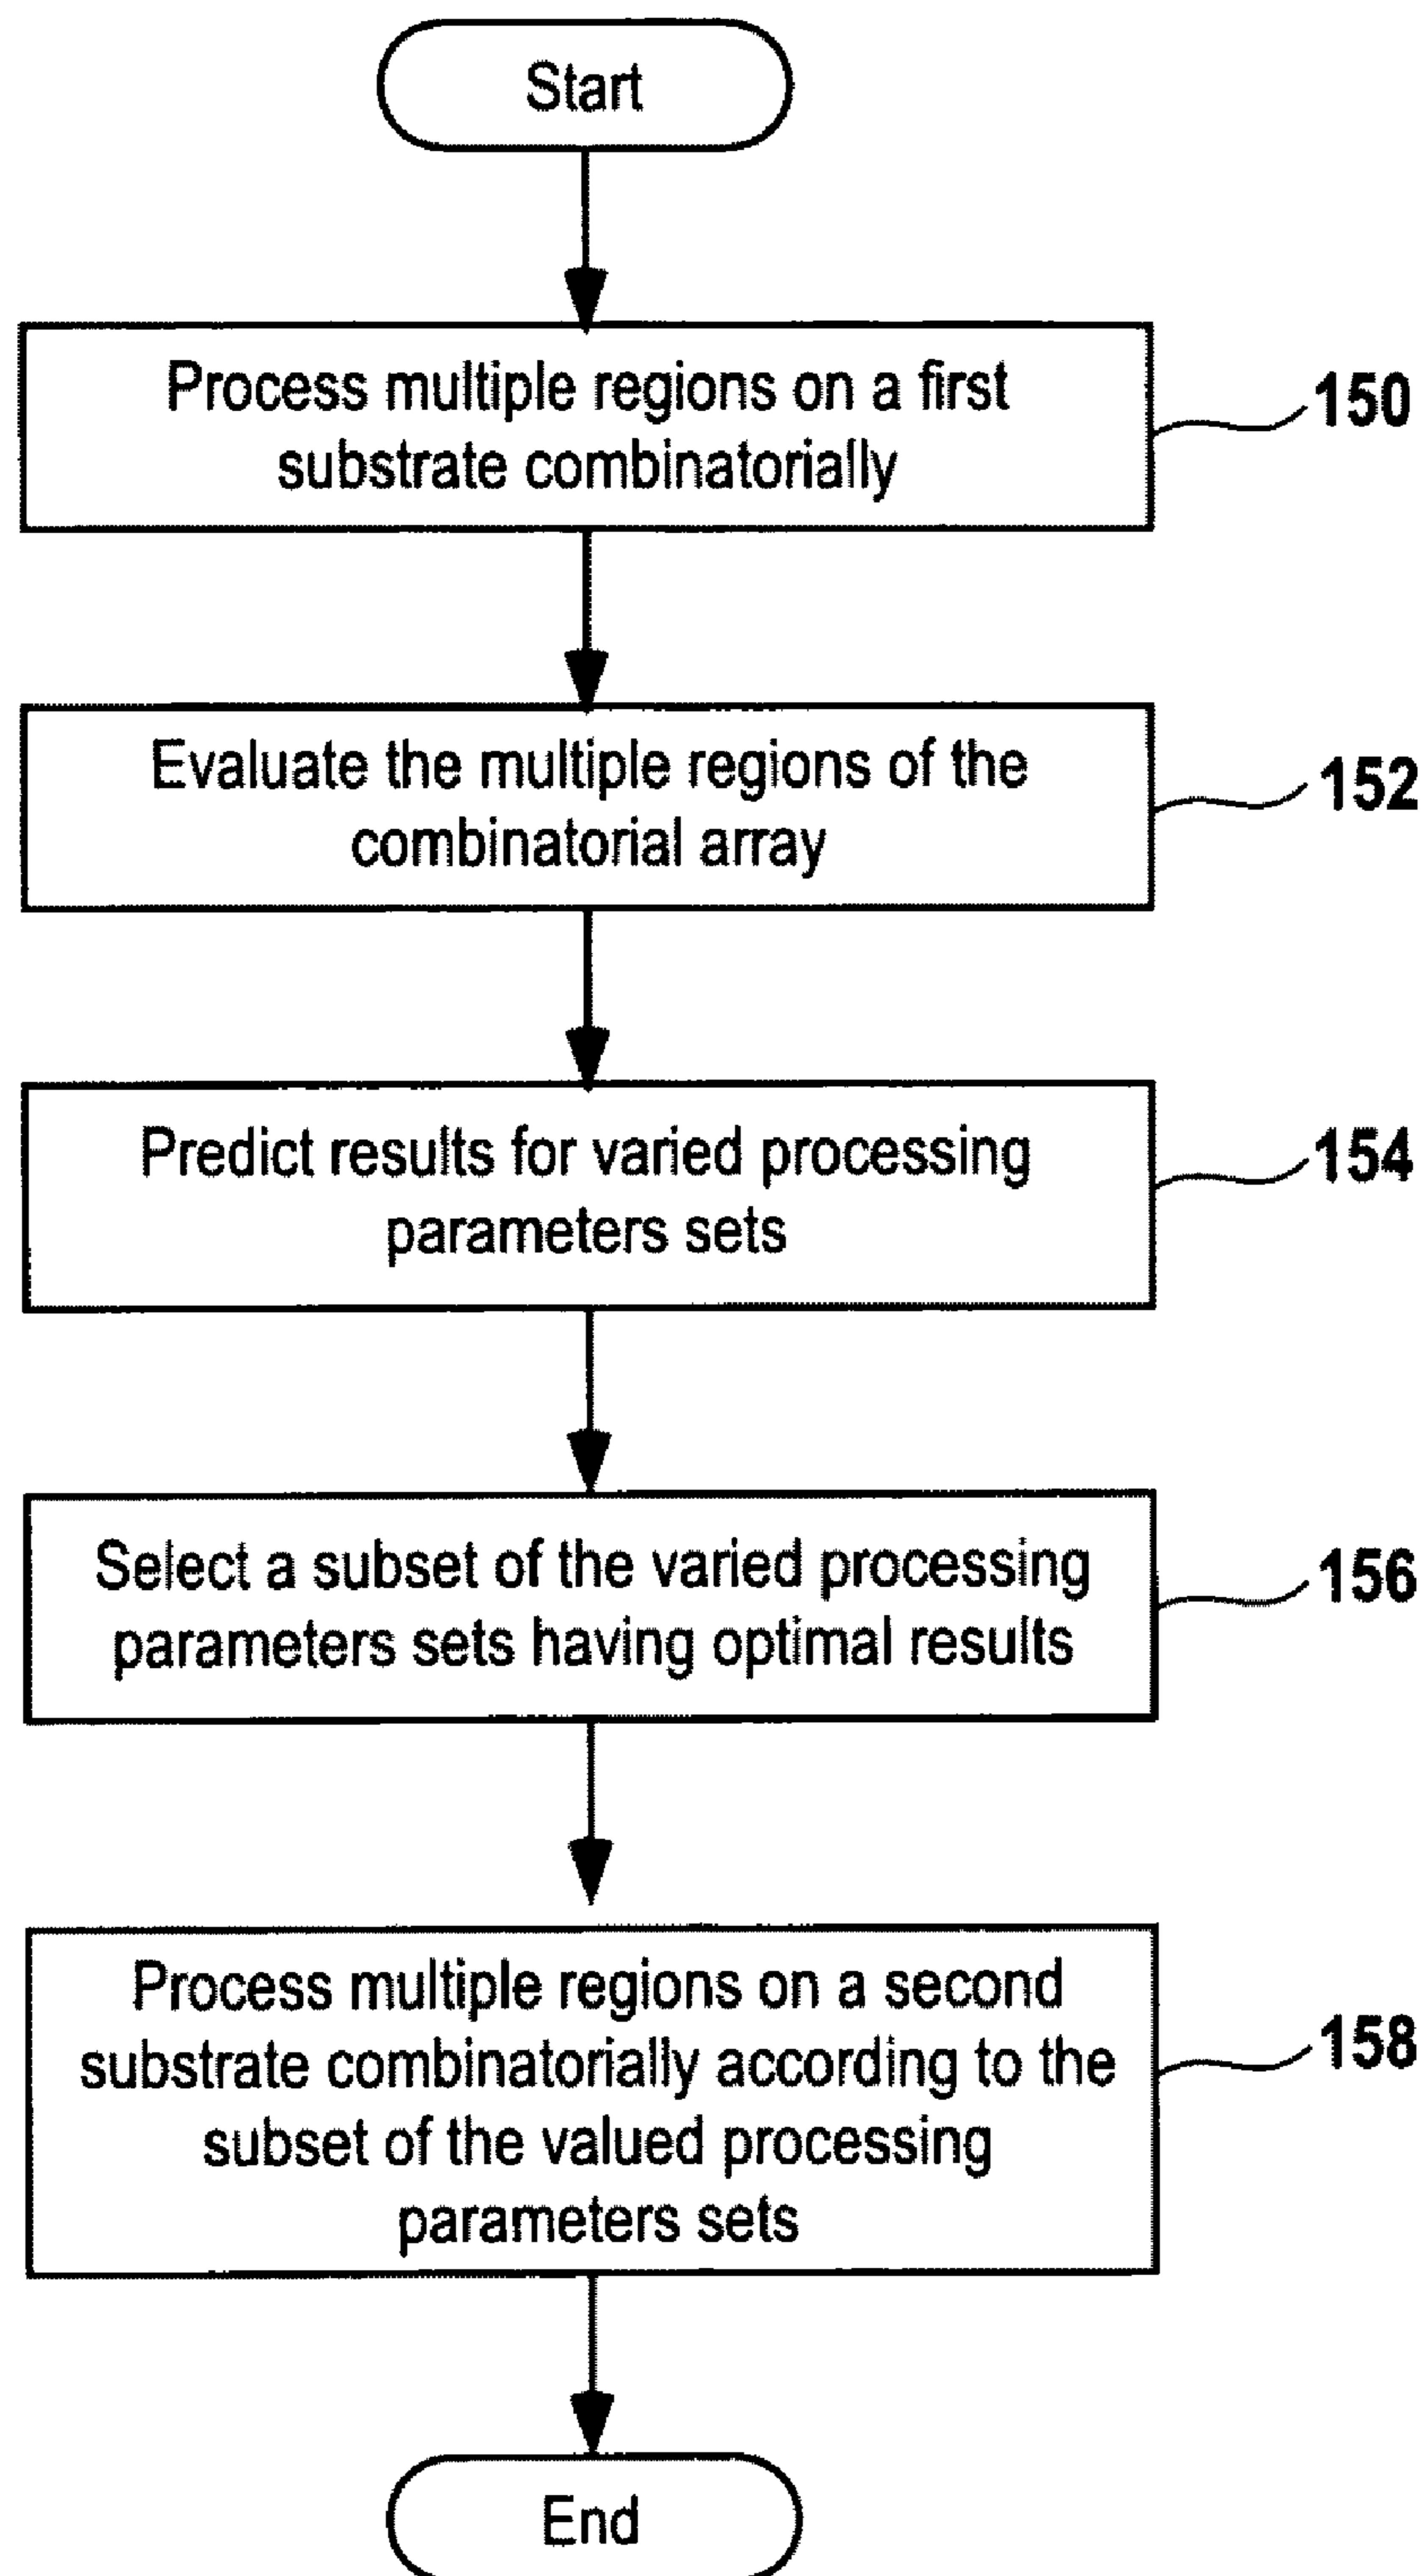 Start
Process multiple regions on a first
substrate combinatorially
150
Evaluate the multiple regions of the
combinatorial array
152
Predict results for varied processing
parameters sets
154
Select a subset of the varied processing
parameters sets having optimal results
156
Process multiple regions on a second
substrate combinatorially according to the
subset of the valued processing
parameters sets
158
End